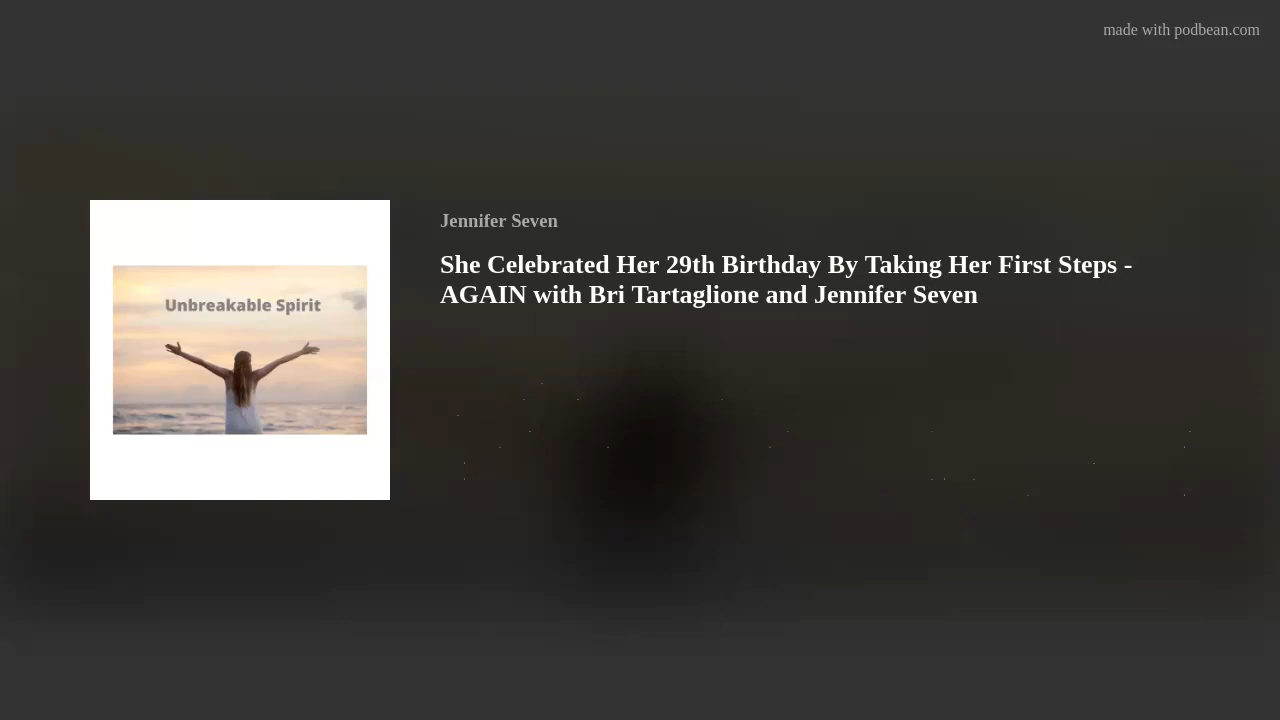 made with podbean.com
Jennifer Seven
She Celebrated Her 29th Birthday By Taking Her First Steps -
AGAIN with Bri Tartaglione and Jennifer Seven
Unbreakable Spirit